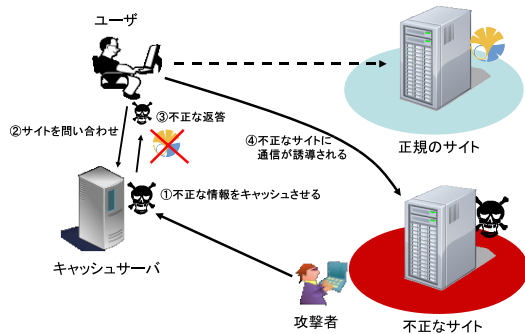 ユーザ
③不正な返答
②サイトを問い合わせ
④不正なサイトに
通信が誘導される
正規のサイト
①不正な情報をキャッシュさせる
キャッシュサーバ
攻撃者
不正なサイト